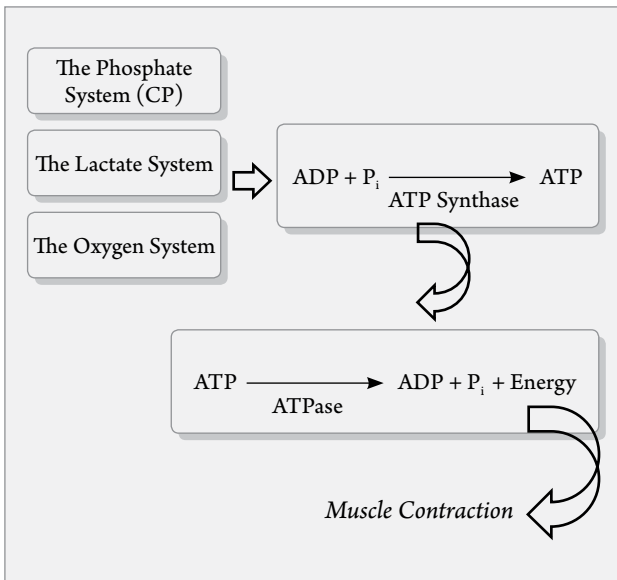 The Phosphate
System (CP)
The Lactate System
The Oxygen System
ADP + Pᵢ ATP
ATP Synthase
ATP ADP + Pᵢ + Energy
ATPase
Muscle Contraction